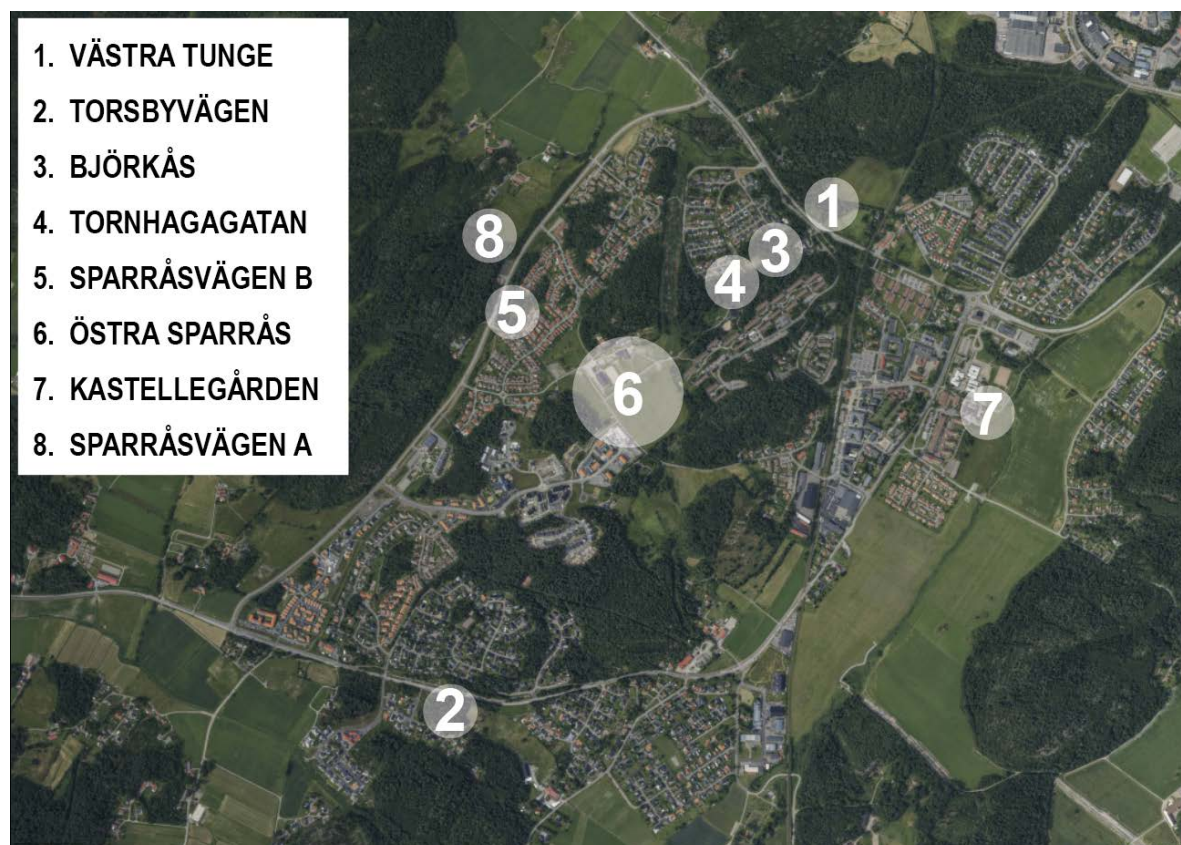 1. VÄSTRA TUNGE
2. TORSBYVÄGEN
3. BJÖRKÅS
4. TORNHAGAGATAN
5. SPARRÅSVÄGEN B
6. ÖSTRA SPARRÅS
7. KASTELLEGÅRDEN
8. SPARRÅSVÄGEN A
1
8
3
4
5
6
7
2